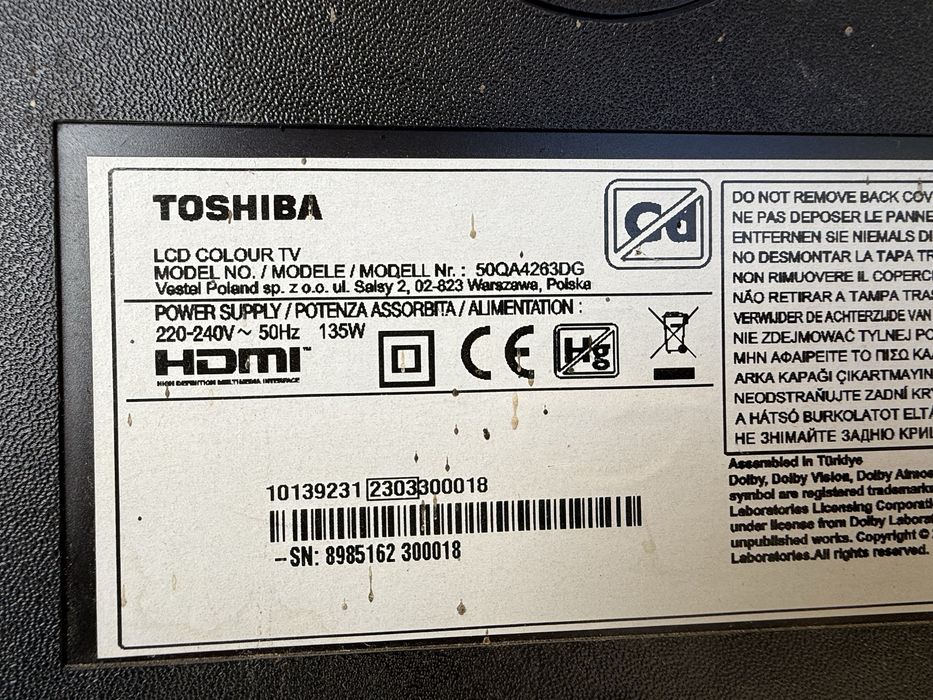 TOSHIBA
LCD COLOUR TV
MODEL NO. / MODELE / MODELL Nr. : 50QA4263DG
Vestel Poland sp. z o.o. ul. Salsy 2, 02-823 Warszawa, Polska
POWER SUPPLY / POTENZA ASSORBITA / ALIMENTATION :
220-240V ~ 50Hz 135W
HDMI™
HIGH DEFINITION MULTIMEDIA INTERFACE
CE
Hg
Cd
10139231 2303300018
-SN: 8985162 300018
DO NOT REMOVE BACK COV
NE PAS DEPOSER LE PANNE
ENTFERNEN SIE NIEMALS DI
NO DESMONTAR LA TAPA TR
NON RIMUOVERE IL COPERC
NÃO RETIRAR A TAMPA TRAS
VERWIJDER DE ACHTERZIJDE VAN
NIE ZDEJMOWAĆ TYLNEJ PO
ΜΗΝ ΑΦΑΙΡΕΙΤΕ ΤΟ ΠΙΣΩ ΚΑ
ARKA KAPAĞI ÇIKARTMAYIN
NEODSTRAŇUJTE ZADNÍ KRY
A HÁTSÓ BURKOLATOT ELTÁ
НЕ ЗНІМАЙТЕ ЗАДНЮ КРИ
Assembled in Türkiye
Dolby, Dolby Vision, Dolby Atmos
symbol are registered trademark
Laboratories Licensing Corporati
under license from Dolby Laborat
unpublished works. Copyright ©
Laboratories.All rights reserved.